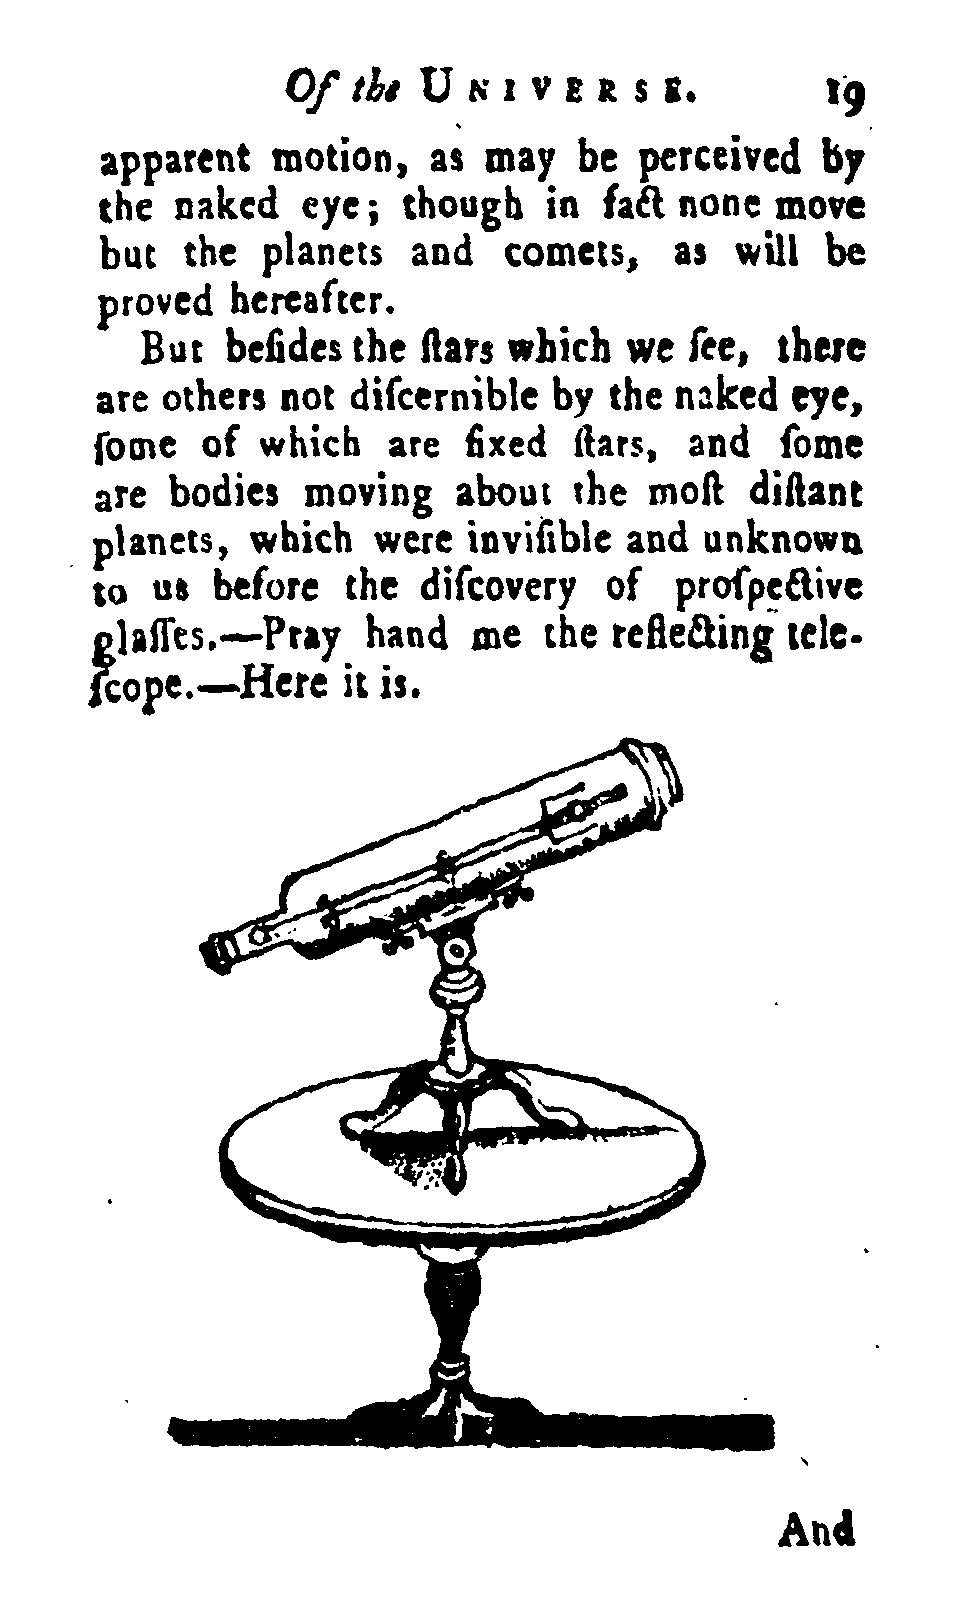 Of the UNIVERSE. 19
apparent motion, as may be perceived by
the naked eye; though in fact none move
but the planets and comets, as will be
proved hereafter.
But beſides the ſtars which we ſee, there
are others not diſcernible by the naked eye,
ſome of which are fixed ſtars, and ſome
are bodies moving about the moſt diſtant
planets, which were inviſible and unknown
to us before the diſcovery of proſpective
glaſſes.—Pray hand me the reflecting tele-
ſcope.—Here it is.
And